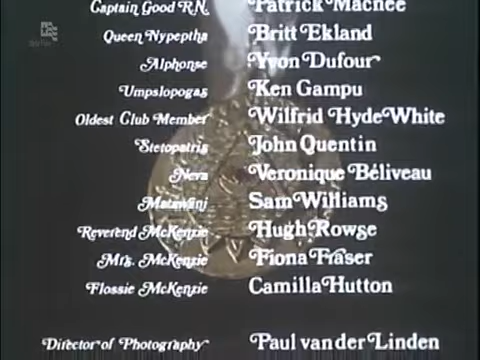 Captain Good R.N. Patrick Macnee
Queen Nypeptha Britt Ekland
Alphonse Yvon Dufour
Umpslopogas Ken Gampu
Oldest Club Member Wilfrid Hyde White
Stetopatris John Quentin
Neva Veronique Béliveau
Sam Williams
Reverend McKenzie Hugh Rowse
Mrs. McKenzie Fiona Fraser
Flossie McKenzie Camilla Hutton
Director of Photography Paul van der Linden